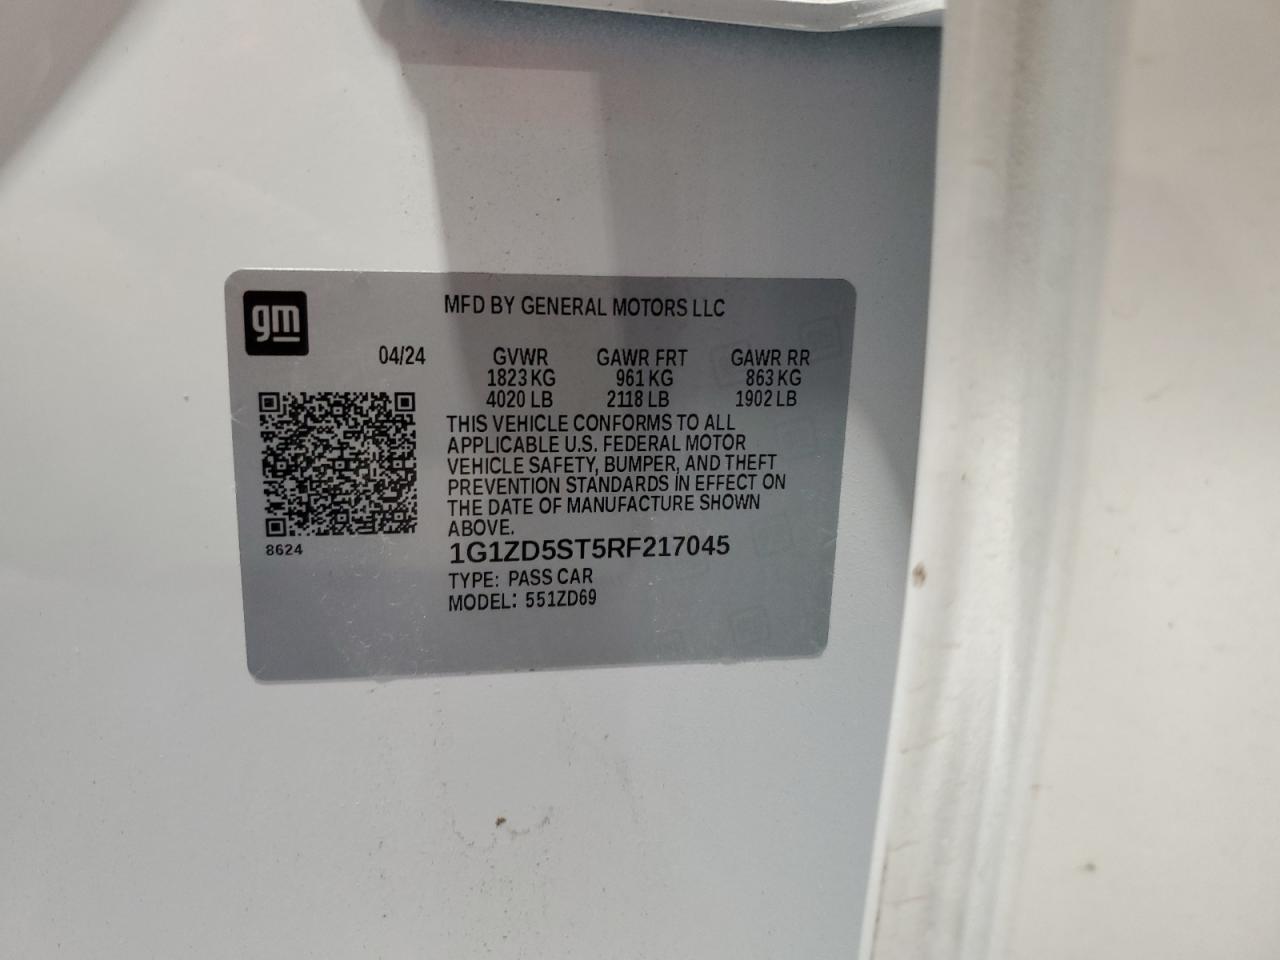 gm
MFD BY GENERAL MOTORS LLC
04/24 GVWR GAWR FRT GAWR RR
1823 KG 961 KG 863 KG
4020 LB 2118 LB 1902 LB
THIS VEHICLE CONFORMS TO ALL
APPLICABLE U.S. FEDERAL MOTOR
VEHICLE SAFETY, BUMPER, AND THEFT
PREVENTION STANDARDS IN EFFECT ON
THE DATE OF MANUFACTURE SHOWN
ABOVE.
8624
1G1ZD5ST5RF217045
TYPE: PASS CAR
MODEL: 551ZD69